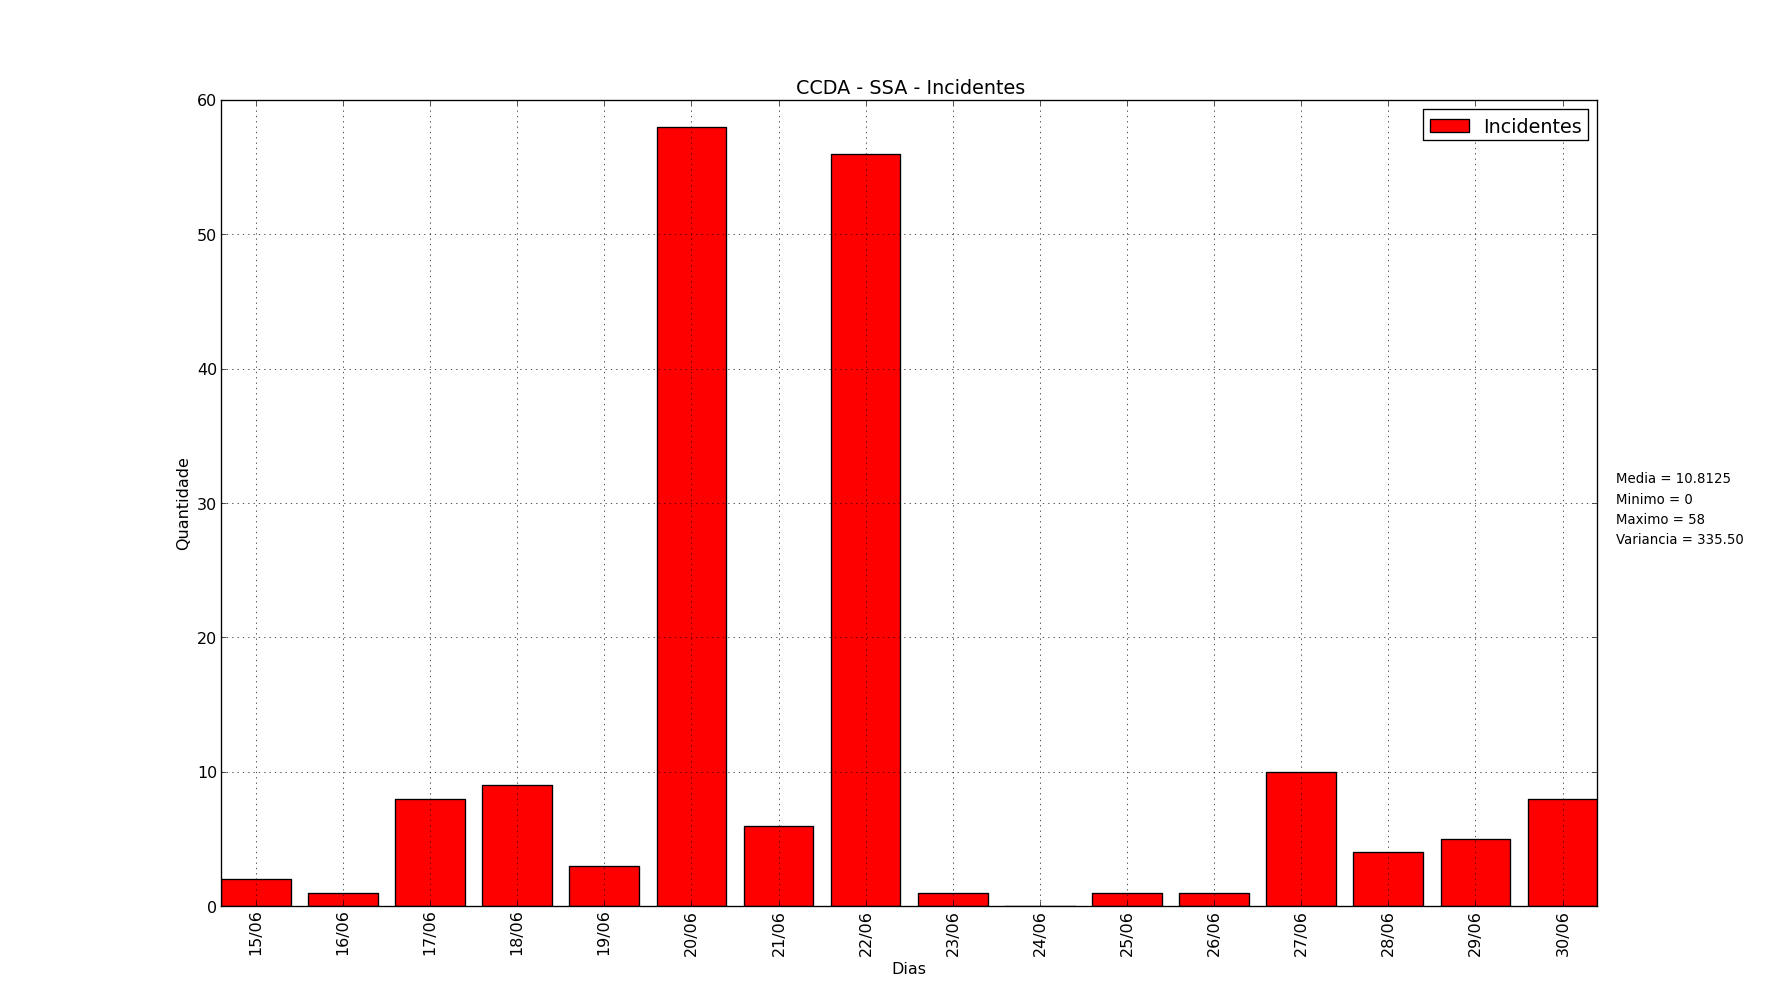 CCDA - SSA - Incidentes
Incidentes
60
50
40
30
20
10
0
Quantidade
15/06
16/06
17/06
18/06
19/06
20/06
21/06
22/06
23/06
24/06
25/06
26/06
27/06
28/06
29/06
30/06
Dias
Media = 10.8125
Minimo = 0
Maximo = 58
Variancia = 335.50